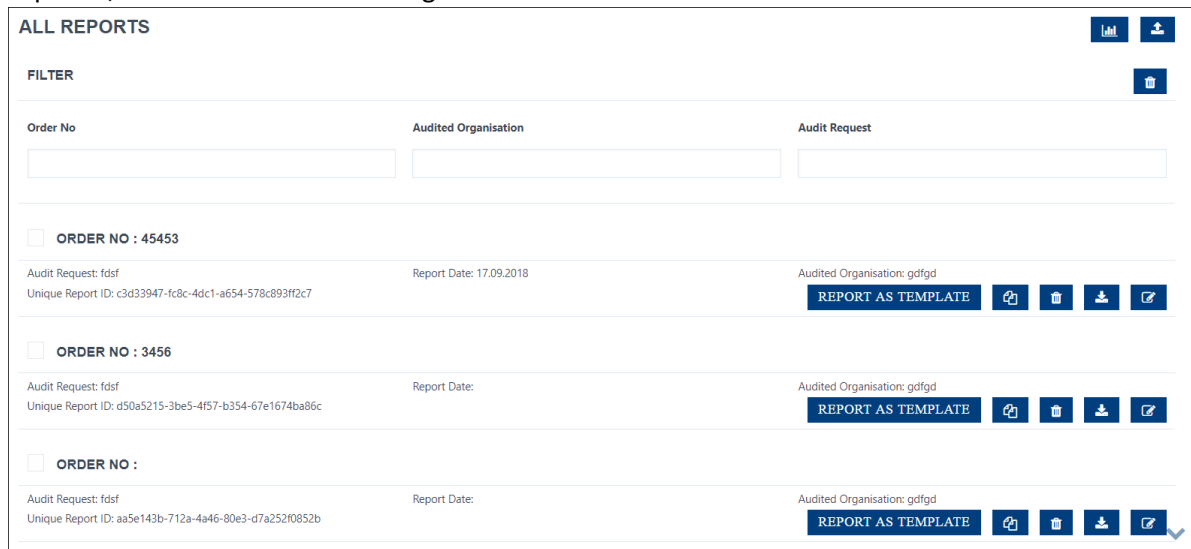 ALL REPORTS
FILTER
Order No Audited Organisation Audit Request
ORDER NO : 45453
Audit Request: fdsf Report Date: 17.09.2018 Audited Organisation: gdfgd
Unique Report ID: c3d33947-fc8c-4dc1-a654-578c893ff2c7 REPORT AS TEMPLATE
ORDER NO : 3456
Audit Request: fdsf Report Date: Audited Organisation: gdfgd
Unique Report ID: d50a5215-3be5-4f57-b354-67e1674ba86c REPORT AS TEMPLATE
ORDER NO :
Audit Request: fdsf Report Date: Audited Organisation: gdfgd
Unique Report ID: aa5e143b-712a-4a46-80e3-d7a252f0852b REPORT AS TEMPLATE